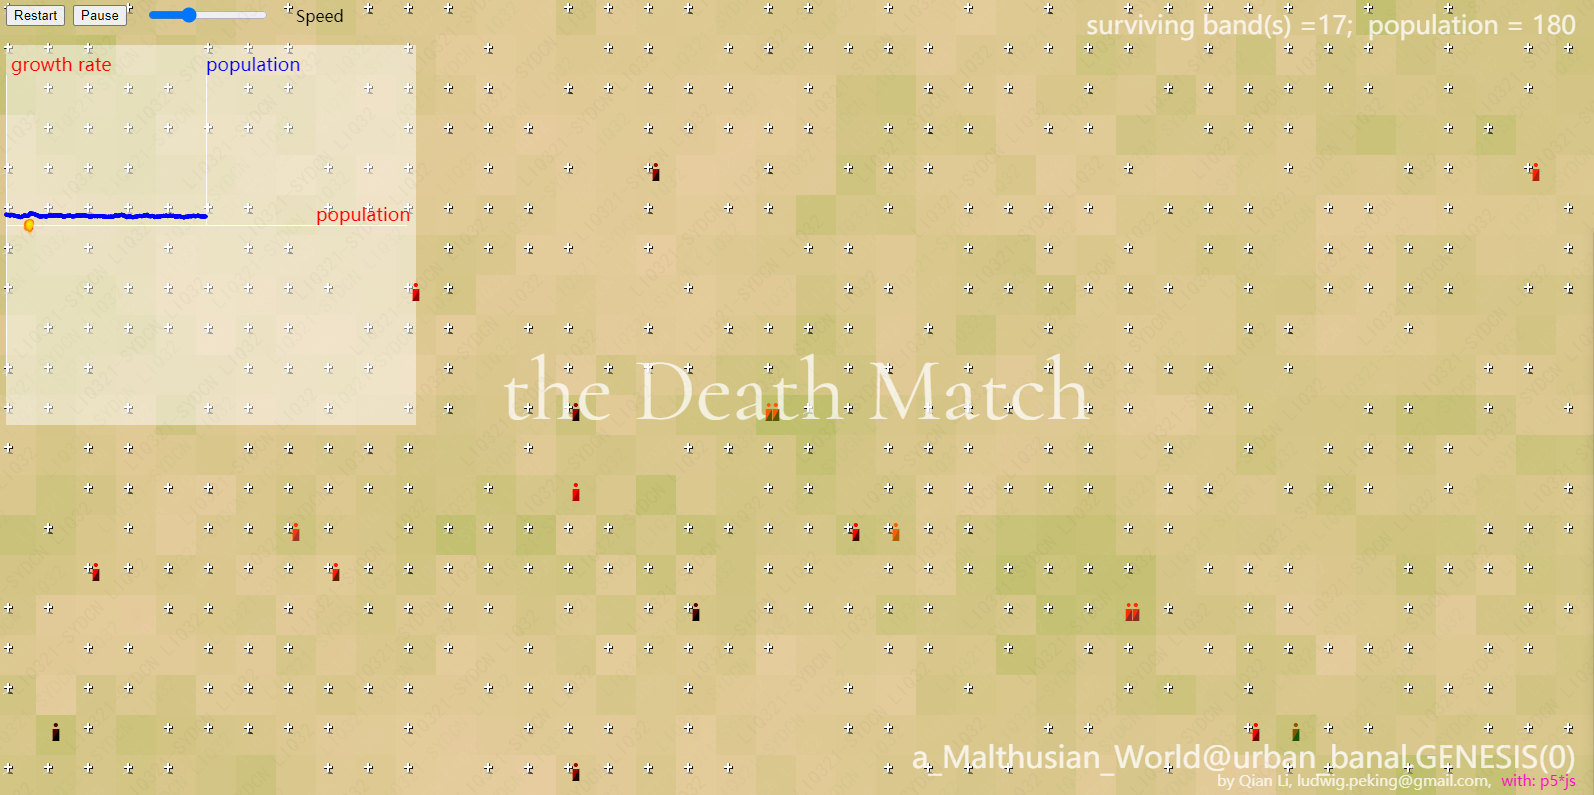 Restart Pause Speed
surviving band(s) =17; population = 180
growth rate population
population
the Death Match
a_Malthusian_World@urban_banal.GENESIS(0)
by Qian Li, ludwig.peking@gmail.com, with: p5*js